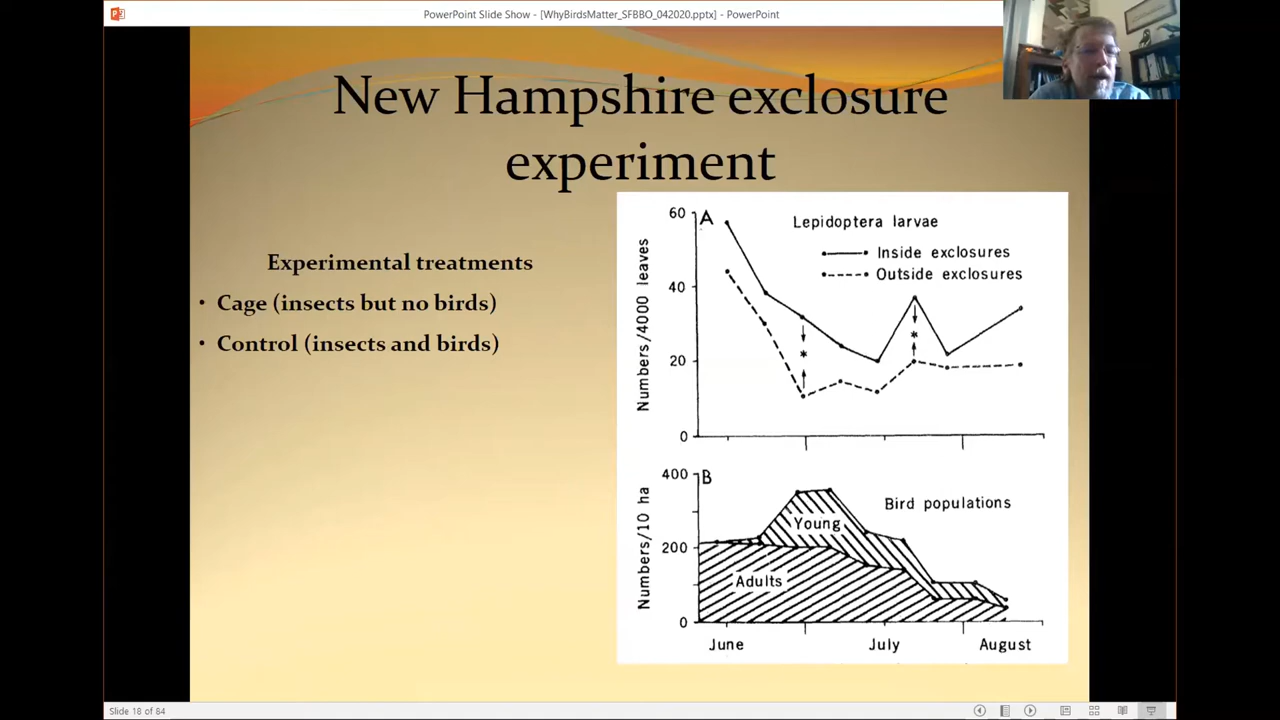 PowerPoint Slide Show - [WhyBirdsMatter_SFBBO_042020.pptx] - PowerPoint
New Hampshire exclosure
experiment
Experimental treatments
• Cage (insects but no birds)
• Control (insects and birds)
A
Lepidoptera larvae
Inside exclosures
Outside exclosures
Numbers/4000 leaves
60
40
20
0
*
*
B
Bird populations
Young
Adults
Numbers/10 ha
400
200
0
June July August
Slide 18 of 84